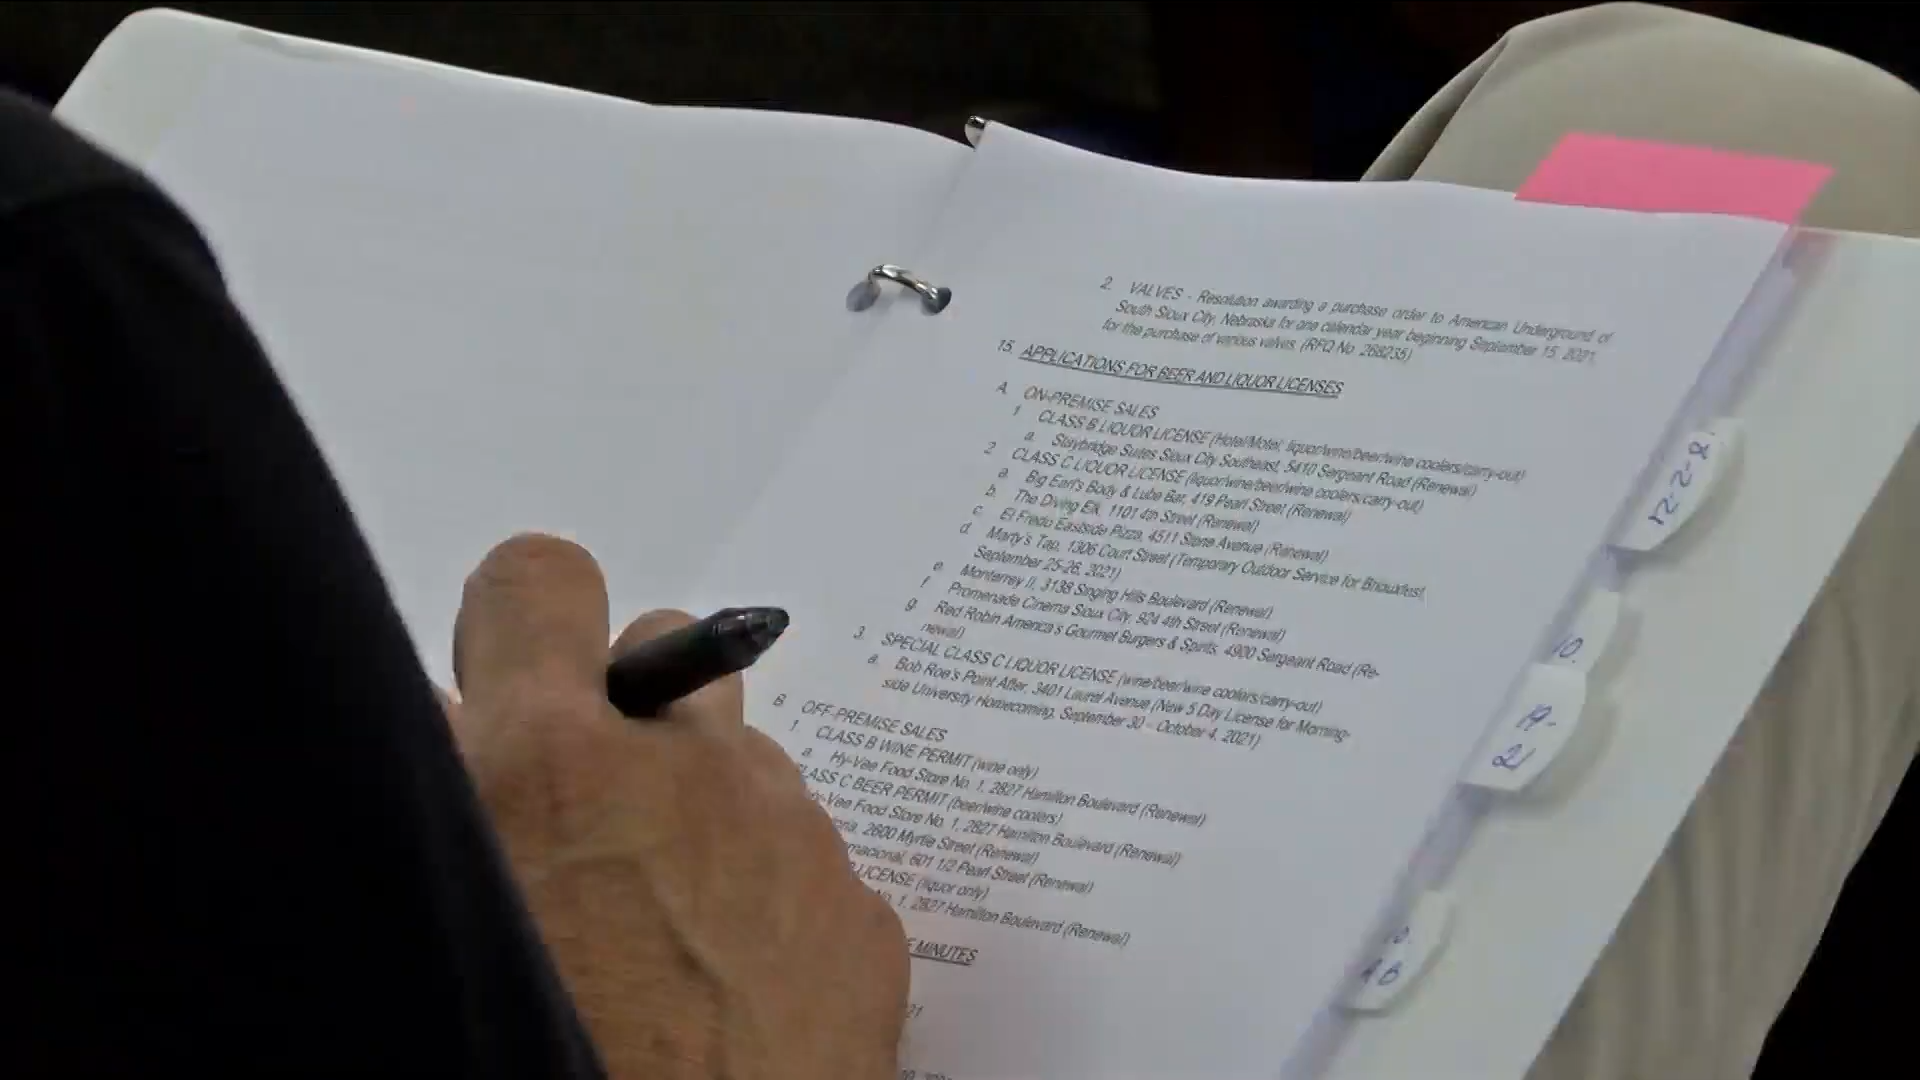 2. VALVES - Resolution awarding a purchase order to American Underground of
South Sioux City, Nebraska for one calendar year beginning September 15, 2021,
for the purchase of various valves. (RFQ No. 268235)
15. APPLICATIONS FOR BEER AND LIQUOR LICENSES
A. ON-PREMISE SALES
1 CLASS B LIQUOR LICENSE (Hotel/Motel, liquor/wine/beer/wine coolers/carry-out)
a. Staybridge Suites Sioux City Southeast, 5410 Sergeant Road (Renewal)
2 CLASS C LIQUOR LICENSE (liquor/wine/beer/wine coolers/carry-out)
a. Big Earl's Body & Lube Bar, 419 Pearl Street (Renewal)
b. The Diving Elk, 1101 4th Street (Renewal)
c. El Fredo Eastside Pizza, 4511 Stone Avenue (Renewal)
d. Marty's Tap, 1306 Court Street (Temporary Outdoor Service for
September 25-26, 2021)
e. Monterrey II, 3138 Singing Hills Boulevard (Renewal)
f. Promenade Cinema Sioux City, 924 4th Street (Renewal)
g. Red Robin America's Gourmet Burgers & Spirits, 4900 Sergeant Road (Re-
newal)
3. SPECIAL CLASS C LIQUOR LICENSE (wine/beer/wine coolers/carry-out)
a. Bob Roe's Point After, 3401 Laurel Avenue (New 5 Day License for Morning-
side University Homecoming, September 30 - October 4, 2021)
B. OFF-PREMISE SALES
1. CLASS B WINE PERMIT (wine only)
a. Hy-Vee Food Store No. 1, 2827 Hamilton Boulevard (Renewal)
LASS C BEER PERMIT (beer/wine coolers)
y-Vee Food Store No. 1, 2827 Hamilton Boulevard (Renewal)
2600 Myrtle Street (Renewal)
rnacional, 601 1/2 Pearl Street (Renewal)
LICENSE (liquor only)
No. 1, 2827 Hamilton Boulevard (Renewal)
E MINUTES
21
10.
19-
21